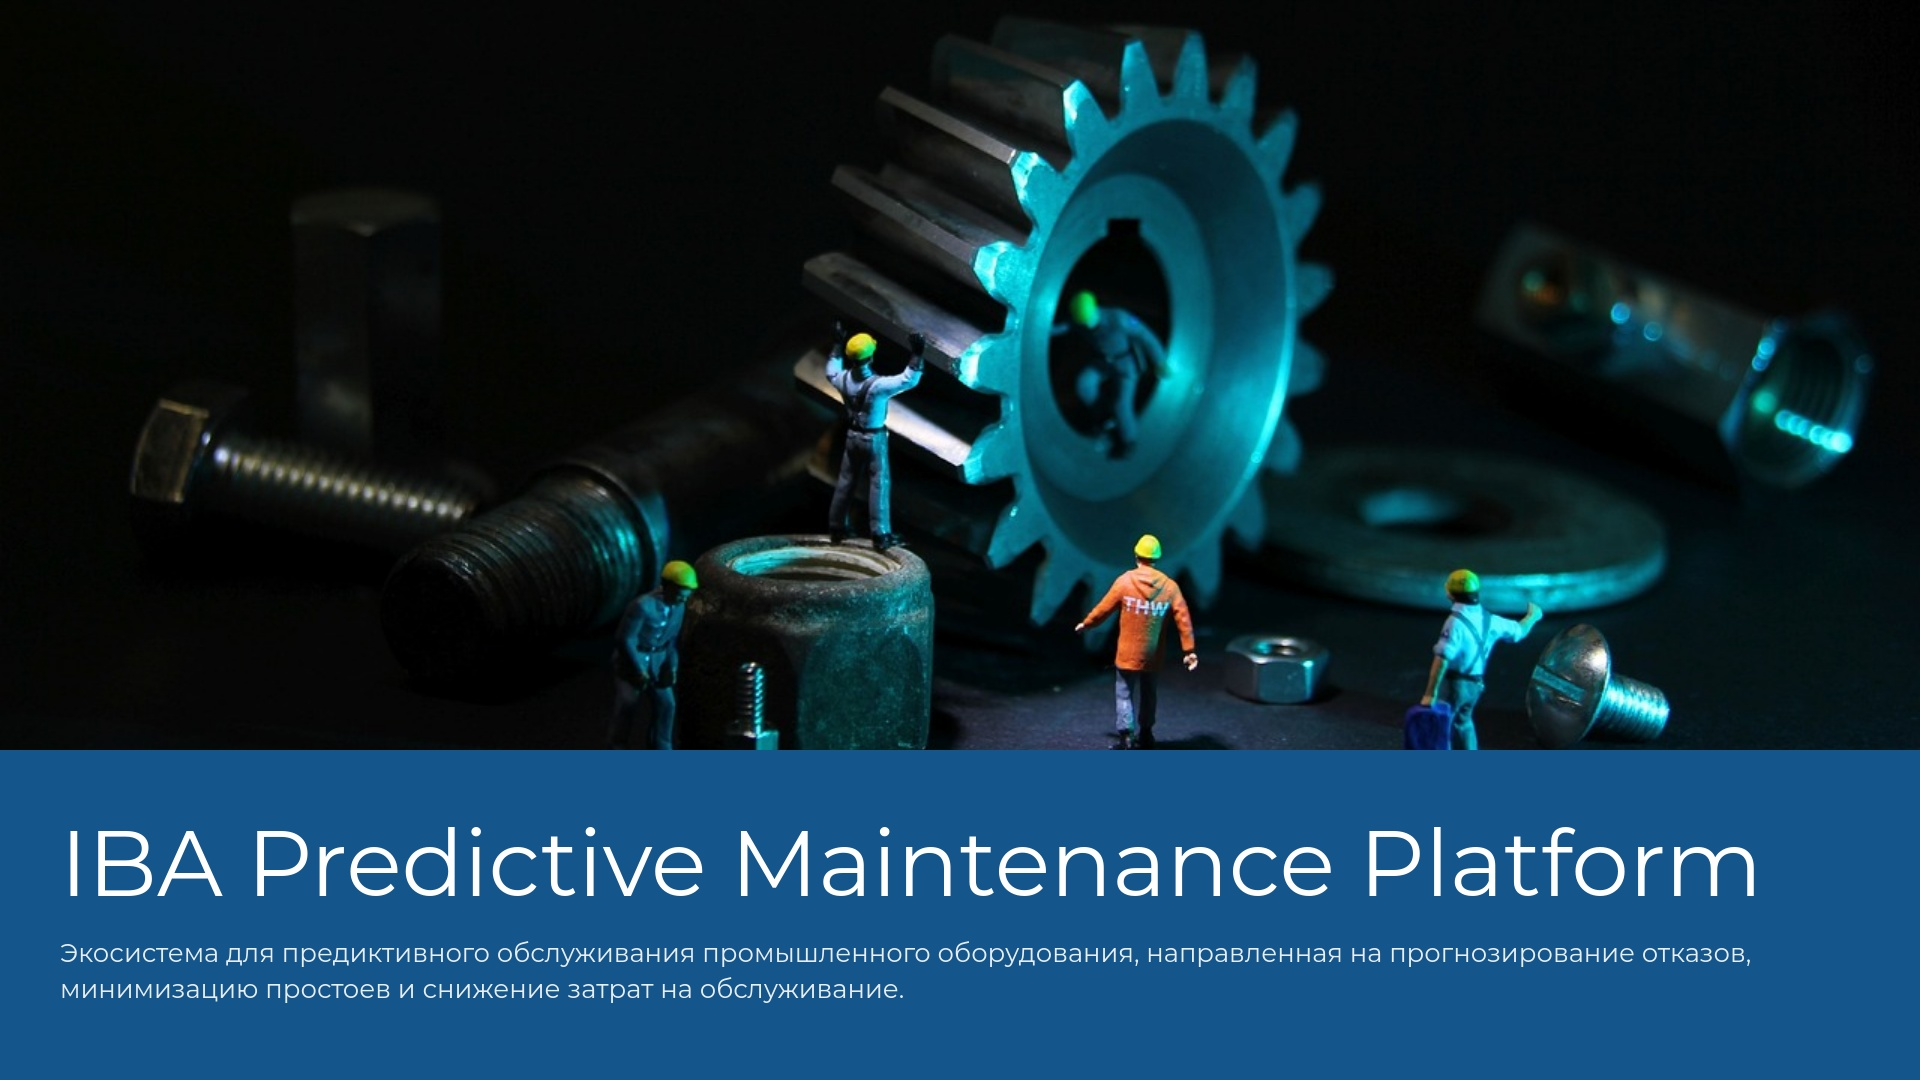 THW
IBA Predictive Maintenance Platform
Экосистема для предиктивного обслуживания промышленного оборудования, направленная на прогнозирование отказов,
минимизацию простоев и снижение затрат на обслуживание.